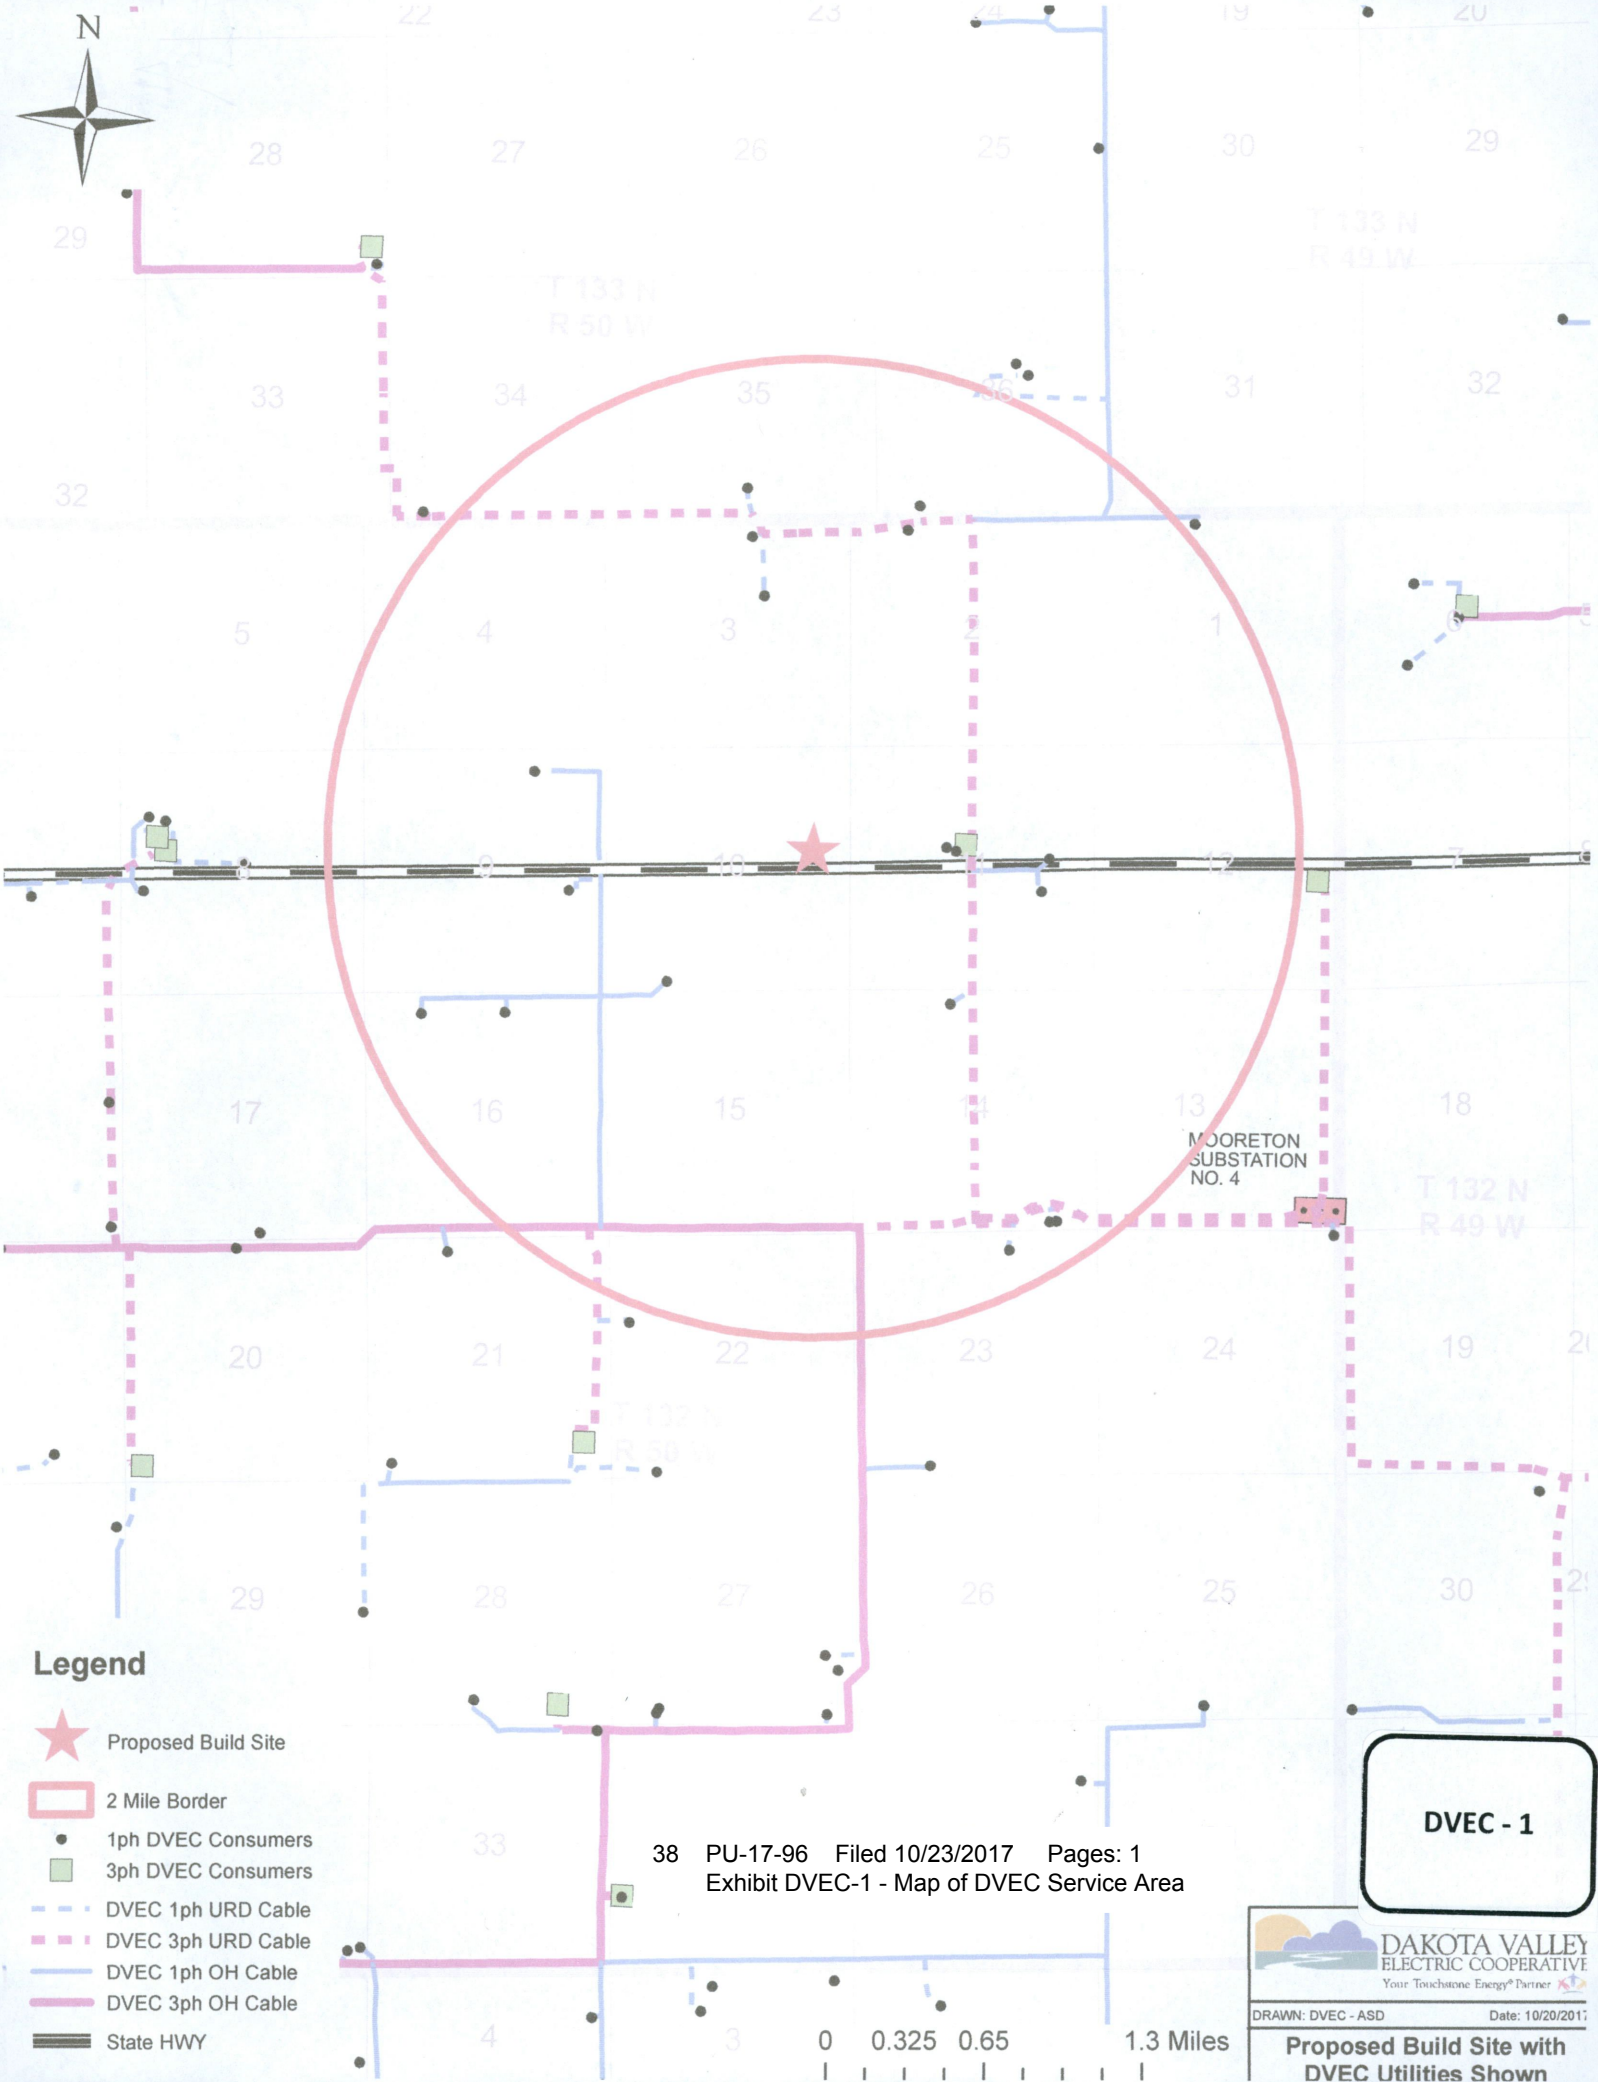 N
22
23
24
19
20
28
27
26
25
30
29
29
T 133 N
R 49 W
T 133 N
R 50 W
33
34
35
36
31
32
32
5
4
3
2
1
6
5
8
9
10
11
12
7
8
17
16
15
14
13
18
MOORETON
SUBSTATION
NO. 4
T 132 N
R 49 W
20
21
22
23
24
19
T 132 N
R 50 W
29
28
27
26
25
30
Legend
Proposed Build Site
2 Mile Border
1ph DVEC Consumers
3ph DVEC Consumers
DVEC 1ph URD Cable
DVEC 3ph URD Cable
DVEC 1ph OH Cable
DVEC 3ph OH Cable
State HWY
33
4
3
38 PU-17-96 Filed 10/23/2017 Pages: 1
Exhibit DVEC-1 - Map of DVEC Service Area
0 0.325 0.65 1.3 Miles
DVEC - 1
DAKOTA VALLEY
ELECTRIC COOPERATIVE
Your Touchstone Energy® Partner
DRAWN: DVEC - ASD Date: 10/20/2017
Proposed Build Site with
DVEC Utilities Shown